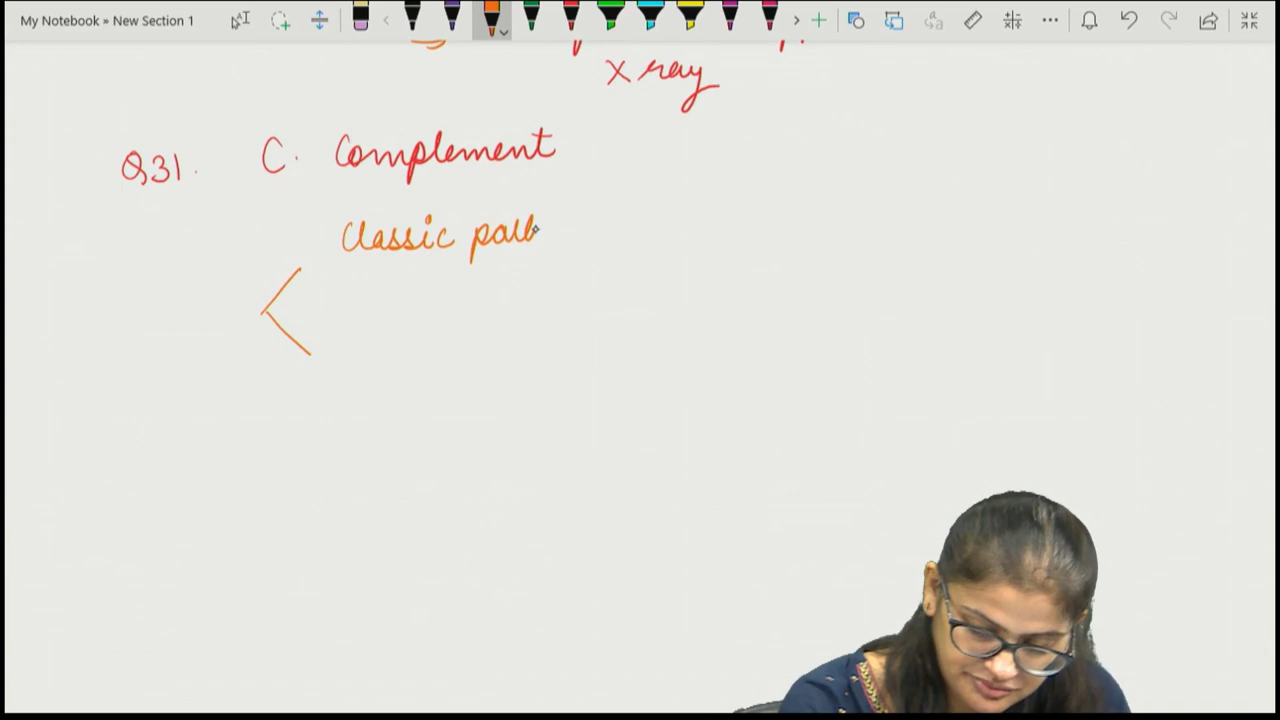 My Notebook » New Section 1
X ray
Q31. C. Complement
Classic path